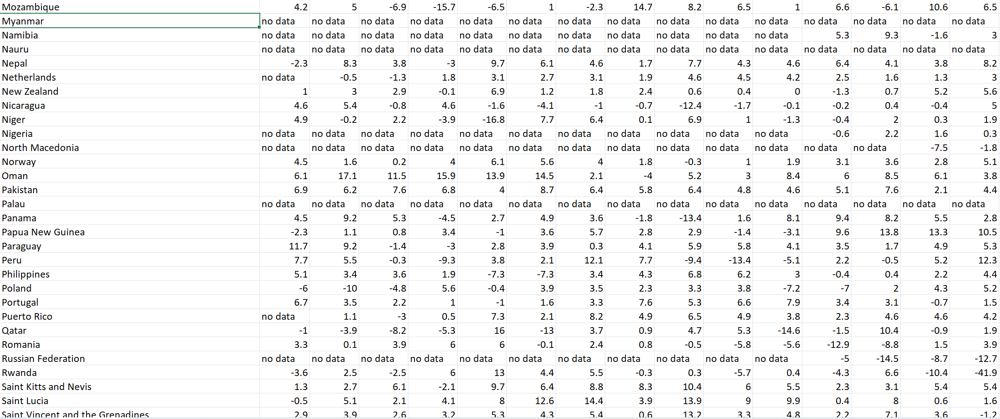 Mozambique 4.2 5 -6.9 -15.7 -6.5 1 -2.3 14.7 8.2 6.5 1 6.6 -6.1 10.6 6.5
Myanmar no data no data no data no data no data no data no data no data no data no data no data no data no data no data no data
Namibia no data no data no data no data no data no data no data no data no data no data no data 5.3 9.3 -1.6 3
Nauru no data no data no data no data no data no data no data no data no data no data no data no data no data no data no data
Nepal -2.3 8.3 3.8 -3 9.7 6.1 4.6 1.7 7.7 4.3 4.6 6.4 4.1 3.8 8.2
Netherlands no data -0.5 -1.3 1.8 3.1 2.7 3.1 1.9 4.6 4.5 4.2 2.5 1.6 1.3 3
New Zealand 1 3 2.9 -0.1 6.9 1.2 1.8 2.4 0.6 0.4 0 -1.3 0.7 5.2 5.6
Nicaragua 4.6 5.4 -0.8 4.6 -1.6 -4.1 -1 -0.7 -12.4 -1.7 -0.1 -0.2 0.4 -0.4 5
Niger 4.9 -0.2 2.2 -3.9 -16.8 7.7 6.4 0.1 6.9 1 -1.3 -0.4 2 0.3 1.9
Nigeria no data no data no data no data no data no data no data no data no data no data no data -0.6 2.2 1.6 0.3
North Macedonia no data no data no data no data no data no data no data no data no data no data no data no data no data -7.5 -1.8
Norway 4.5 1.6 0.2 4 6.1 5.6 4 1.8 -0.3 1 1.9 3.1 3.6 2.8 5.1
Oman 6.1 17.1 11.5 15.9 13.9 14.5 2.1 -4 5.2 3 8.4 6 8.5 6.1 3.8
Pakistan 6.9 6.2 7.6 6.8 4 8.7 6.4 5.8 6.4 4.8 4.6 5.1 7.6 2.1 4.4
Palau no data no data no data no data no data no data no data no data no data no data no data no data no data no data no data
Panama 4.5 9.2 5.3 -4.5 2.7 4.9 3.6 -1.8 -13.4 1.6 8.1 9.4 8.2 5.5 2.8
Papua New Guinea -2.3 1.1 0.8 3.4 -1 3.6 5.7 2.8 2.9 -1.4 -3.1 9.6 13.8 13.3 10.5
Paraguay 11.7 9.2 -1.4 -3 2.8 3.9 0.3 4.1 5.9 5.8 4.1 3.5 1.7 4.9 5.3
Peru 7.7 5.5 -0.3 -9.3 3.8 2.1 12.1 7.7 -9.4 -13.4 -5.1 2.2 -0.5 5.2 12.3
Philippines 5.1 3.4 3.6 1.9 -7.3 -7.3 3.4 4.3 6.8 6.2 3 -0.4 0.4 2.2 4.4
Poland -6 -10 -4.8 5.6 -0.4 3.9 3.5 2.3 3.3 3.8 -7.2 -7 2 4.3 5.2
Portugal 6.7 3.5 2.2 1 -1 1.6 3.3 7.6 5.3 6.6 7.9 3.4 3.1 -0.7 1.5
Puerto Rico no data 1.1 -3 0.5 7.3 2.1 8.2 4.9 6.5 4.9 3.8 2.3 4.6 4.6 4.2
Qatar -1 -3.9 -8.2 -5.3 16 -13 3.7 0.9 4.7 5.3 -14.6 -1.5 10.4 -0.9 1.9
Romania 3.3 0.1 3.9 6 6 -0.1 2.4 0.8 -0.5 -5.8 -5.6 -12.9 -8.8 1.5 3.9
Russian Federation no data no data no data no data no data no data no data no data no data no data no data -5 -14.5 -8.7 -12.7
Rwanda -3.6 2.5 -2.5 6 13 4.4 5.5 -0.3 0.3 -5.7 0.4 -4.3 6.6 -10.4 -41.9
Saint Kitts and Nevis 1.3 2.7 6.1 -2.1 9.7 6.4 8.8 8.3 10.4 6 5.5 2.3 3.1 5.4 5.4
Saint Lucia -0.5 5.1 2.1 4.1 8 12.6 14.4 3.9 13.9 9 9.9 0.4 8 0.6 1.6
Saint Vincent and the Grenadines 2.9 3.9 2.6 3.2 5.3 4.3 5.4 0.6 13.2 3.3 4.8 2.2 7.1 3.6 -1.2